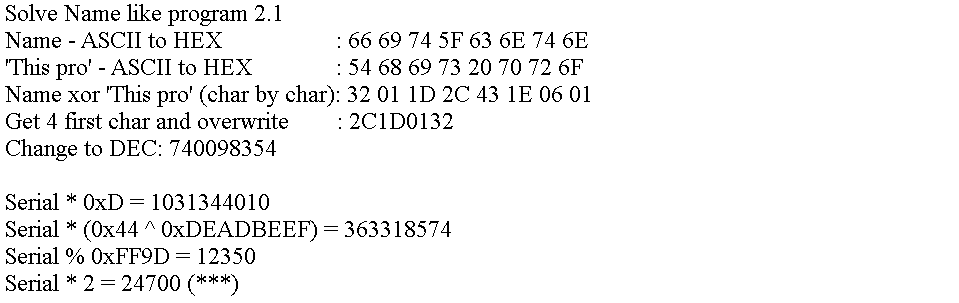 Solve Name like program 2.1
Name - ASCII to HEX : 66 69 74 5F 63 6E 74 6E
'This pro' - ASCII to HEX : 54 68 69 73 20 70 72 6F
Name xor 'This pro' (char by char): 32 01 1D 2C 43 1E 06 01
Get 4 first char and overwrite : 2C1D0132
Change to DEC: 740098354
Serial * 0xD = 1031344010
Serial * (0x44 ^ 0xDEADBEEF) = 363318574
Serial % 0xFF9D = 12350
Serial * 2 = 24700 (***)